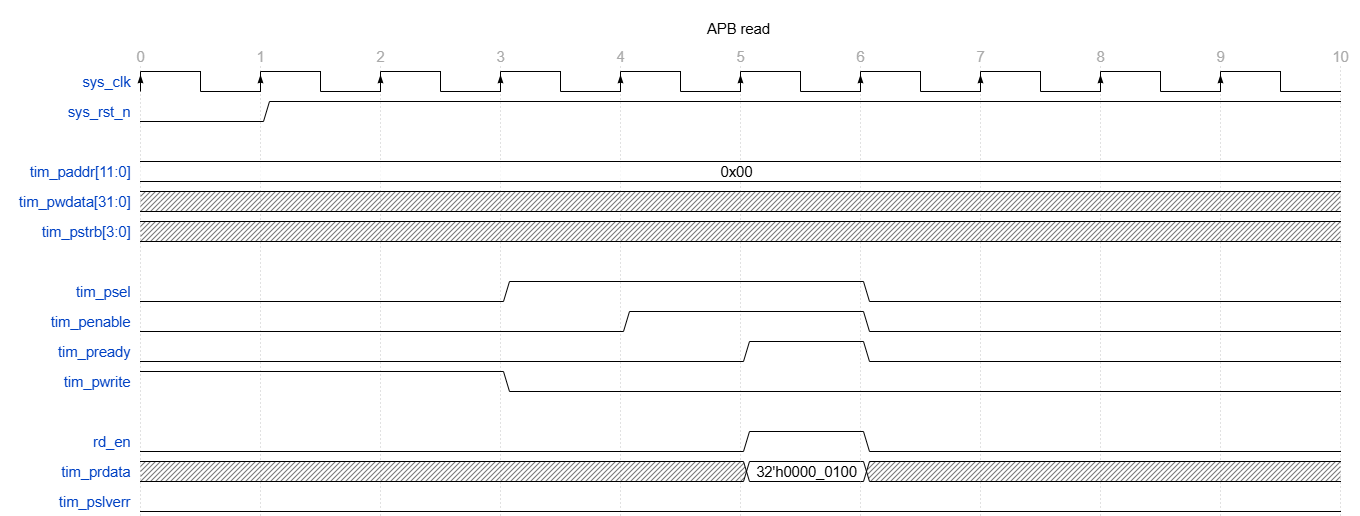 APB read
0 1 2 3 4 5 6 7 8 9 10
sys_clk
sys_rst_n
tim_paddr[11:0] 0x00
tim_pwdata[31:0]
tim_pstrb[3:0]
tim_psel
tim_penable
tim_pready
tim_pwrite
rd_en
tim_prdata 32'h0000_0100
tim_pslverr